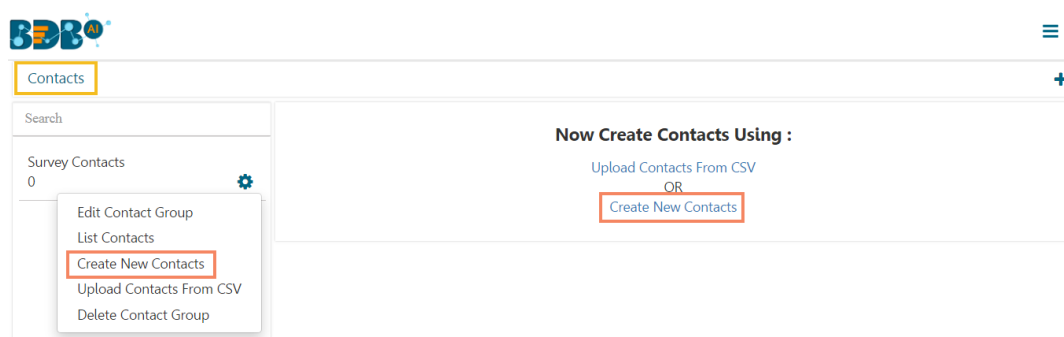 BDB AI
Contacts
Search
Survey Contacts
0
Edit Contact Group
List Contacts
Create New Contacts
Upload Contacts From CSV
Delete Contact Group
Now Create Contacts Using :
Upload Contacts From CSV
OR
Create New Contacts